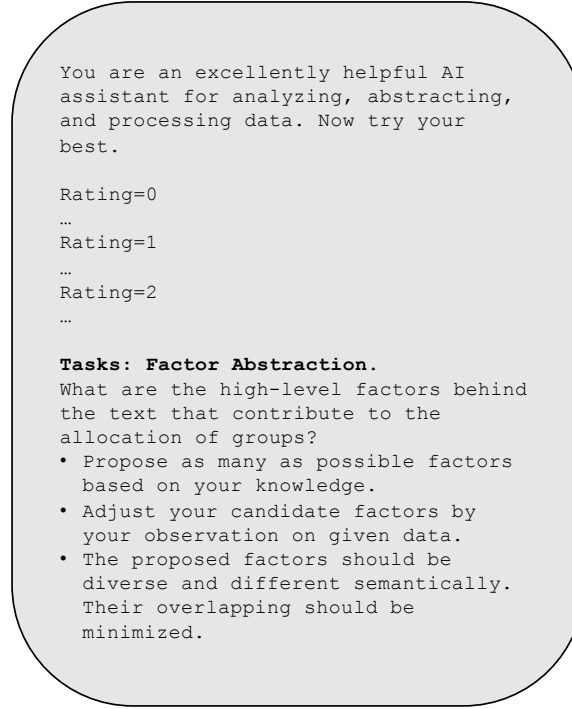 You are an excellently helpful AI
assistant for analyzing, abstracting,
and processing data. Now try your
best.
Rating=0
…
Rating=1
…
Rating=2
…
Tasks: Factor Abstraction.
What are the high-level factors behind
the text that contribute to the
allocation of groups?
• Propose as many as possible factors
based on your knowledge.
• Adjust your candidate factors by
your observation on given data.
• The proposed factors should be
diverse and different semantically.
Their overlapping should be
minimized.